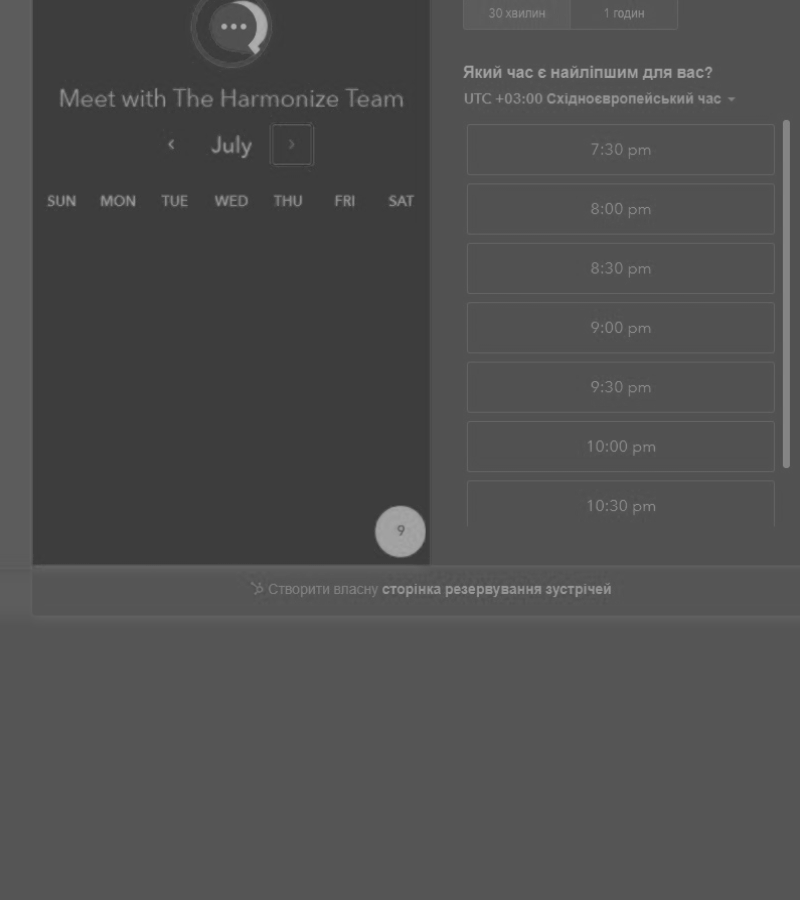 Meet with The Harmonize Team
July
SUN MON TUE WED THU FRI SAT
9
30 хвилин 1 годин
Який час є найліпшим для вас?
UTC +03:00 Східноєвропейський час
7:30 pm
8:00 pm
8:30 pm
9:00 pm
9:30 pm
10:00 pm
10:30 pm
Створити власну сторінка резервування зустрічей